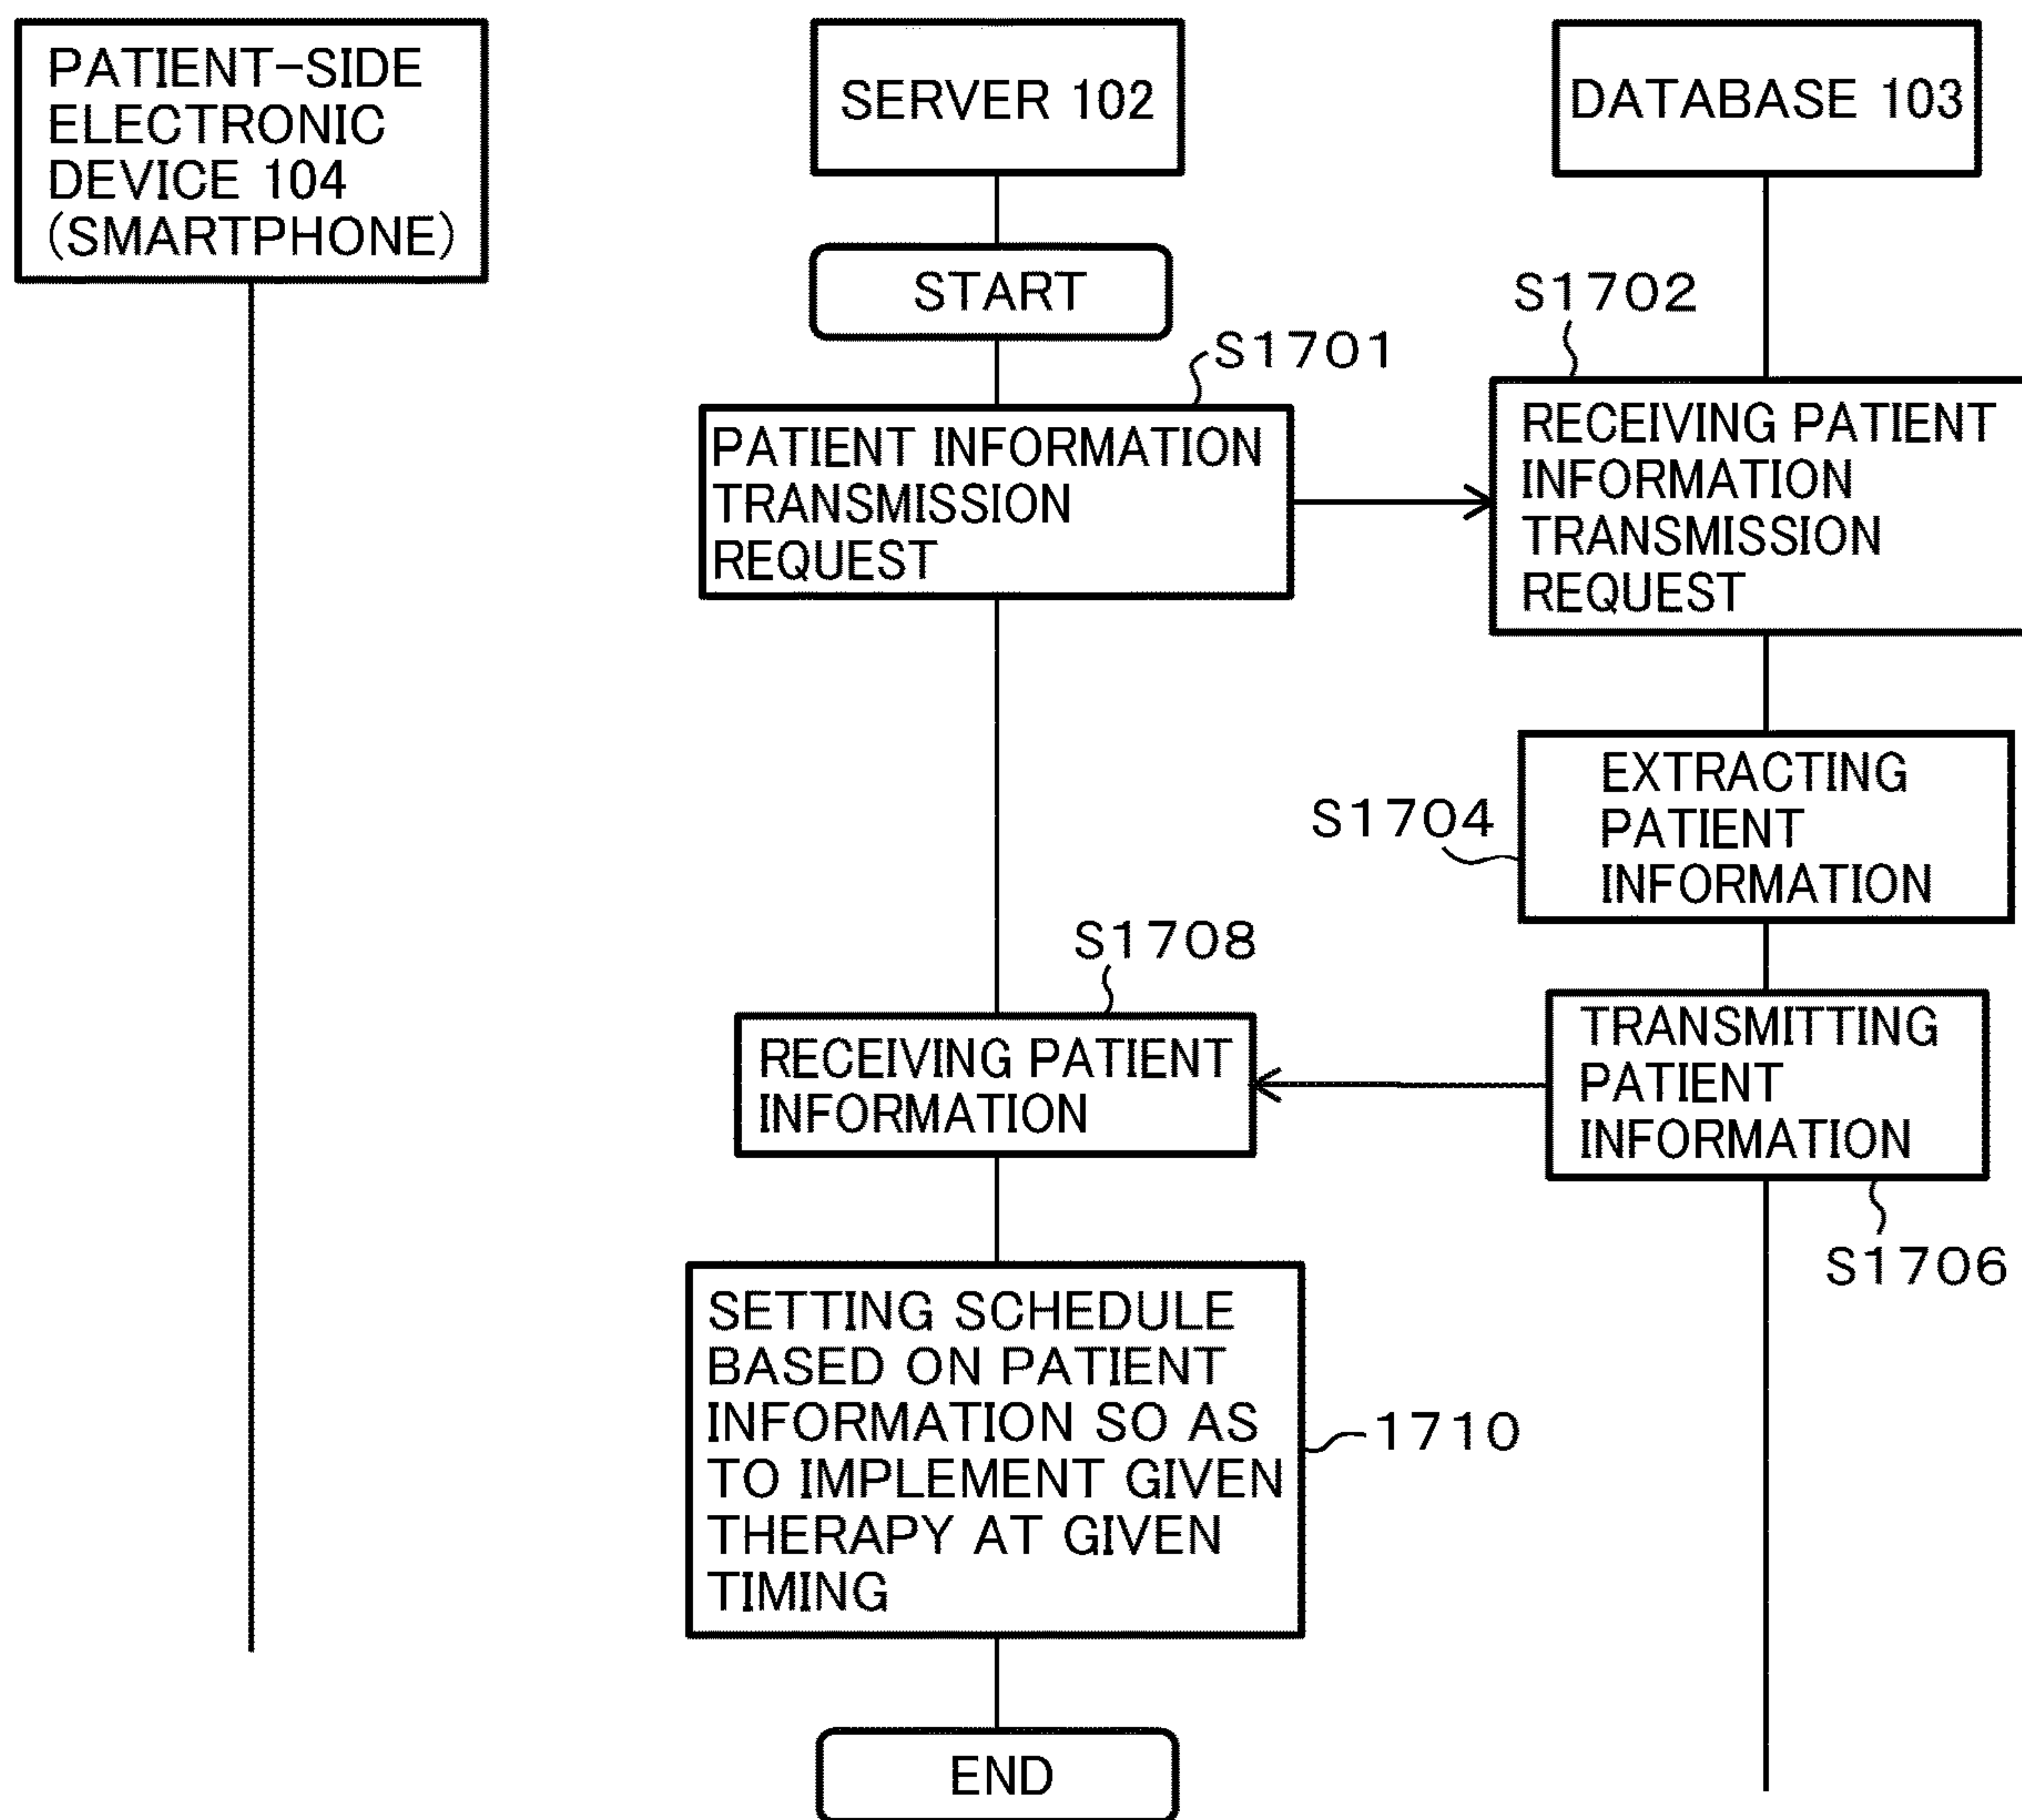 PATIENT-SIDE
ELECTRONIC
DEVICE 104
(SMARTPHONE)
SERVER 102
DATABASE 103
START
S1701
S1702
PATIENT INFORMATION
TRANSMISSION
REQUEST
RECEIVING PATIENT
INFORMATION
TRANSMISSION
REQUEST
S1704
EXTRACTING
PATIENT
INFORMATION
S1708
RECEIVING PATIENT
INFORMATION
TRANSMITTING
PATIENT
INFORMATION
S1706
SETTING SCHEDULE
BASED ON PATIENT
INFORMATION SO AS
TO IMPLEMENT GIVEN
THERAPY AT GIVEN
TIMING
1710
END